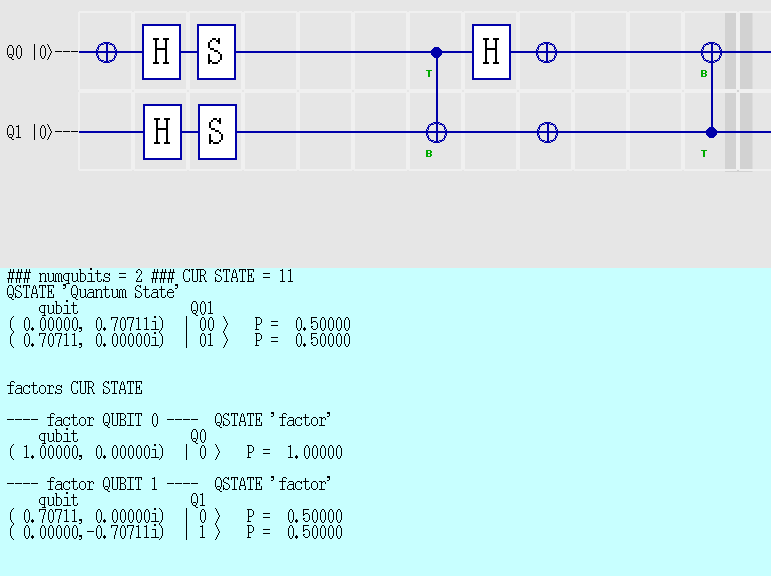 Q0 |0⟩--- H S H
T B
Q1 |0⟩--- H S
B T
### numqubits = 2 ### CUR STATE = 11
QSTATE 'Quantum State'
qubit Q01
( 0.00000, 0.70711i) | 00 ⟩ P = 0.50000
( 0.70711, 0.00000i) | 01 ⟩ P = 0.50000
factors CUR STATE
---- factor QUBIT 0 ---- QSTATE 'factor'
qubit Q0
( 1.00000, 0.00000i) | 0 ⟩ P = 1.00000
---- factor QUBIT 1 ---- QSTATE 'factor'
qubit Q1
( 0.70711, 0.00000i) | 0 ⟩ P = 0.50000
( 0.00000,-0.70711i) | 1 ⟩ P = 0.50000